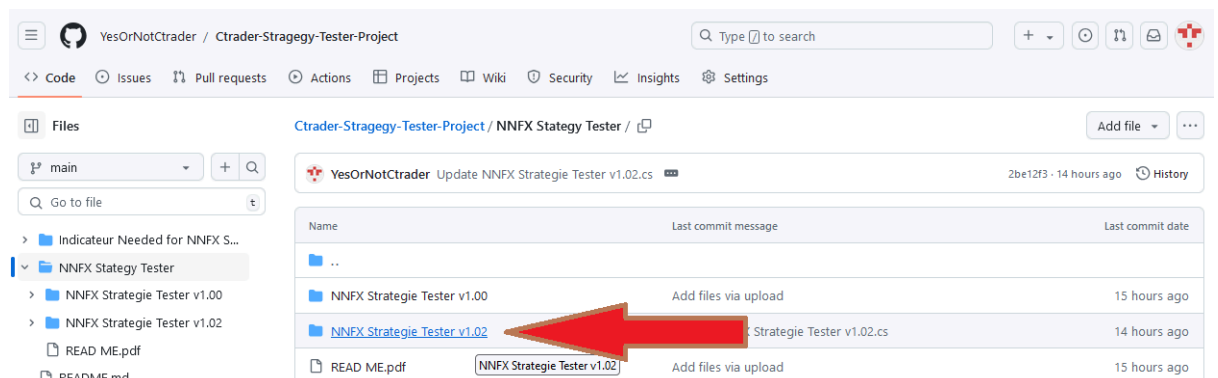 YesOrNotCtrader / Ctrader-Stragegy-Tester-Project
Type / to search
Code Issues Pull requests Actions Projects Wiki Security Insights Settings
Files
Ctrader-Stragegy-Tester-Project / NNFX Stategy Tester /
Add file
main
YesOrNotCtrader Update NNFX Strategie Tester v1.02.cs
2be12f3 · 14 hours ago History
Go to file t
Name Last commit message Last commit date
Indicateur Needed for NNFX S...
..
NNFX Stategy Tester
NNFX Strategie Tester v1.00
NNFX Strategie Tester v1.00 Add files via upload 15 hours ago
NNFX Strategie Tester v1.02
NNFX Strategie Tester v1.02 Strategie Tester v1.02.cs 14 hours ago
READ ME.pdf
NNFX Strategie Tester v1.02
READ ME.pdf Add files via upload 15 hours ago
README.md